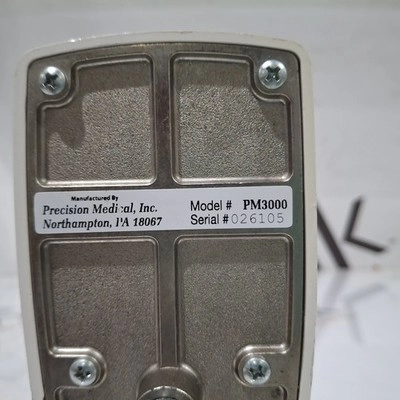 Manufactured By
Precision Medical, Inc.
Northampton, PA 18067
Model # PM3000
Serial # 026105